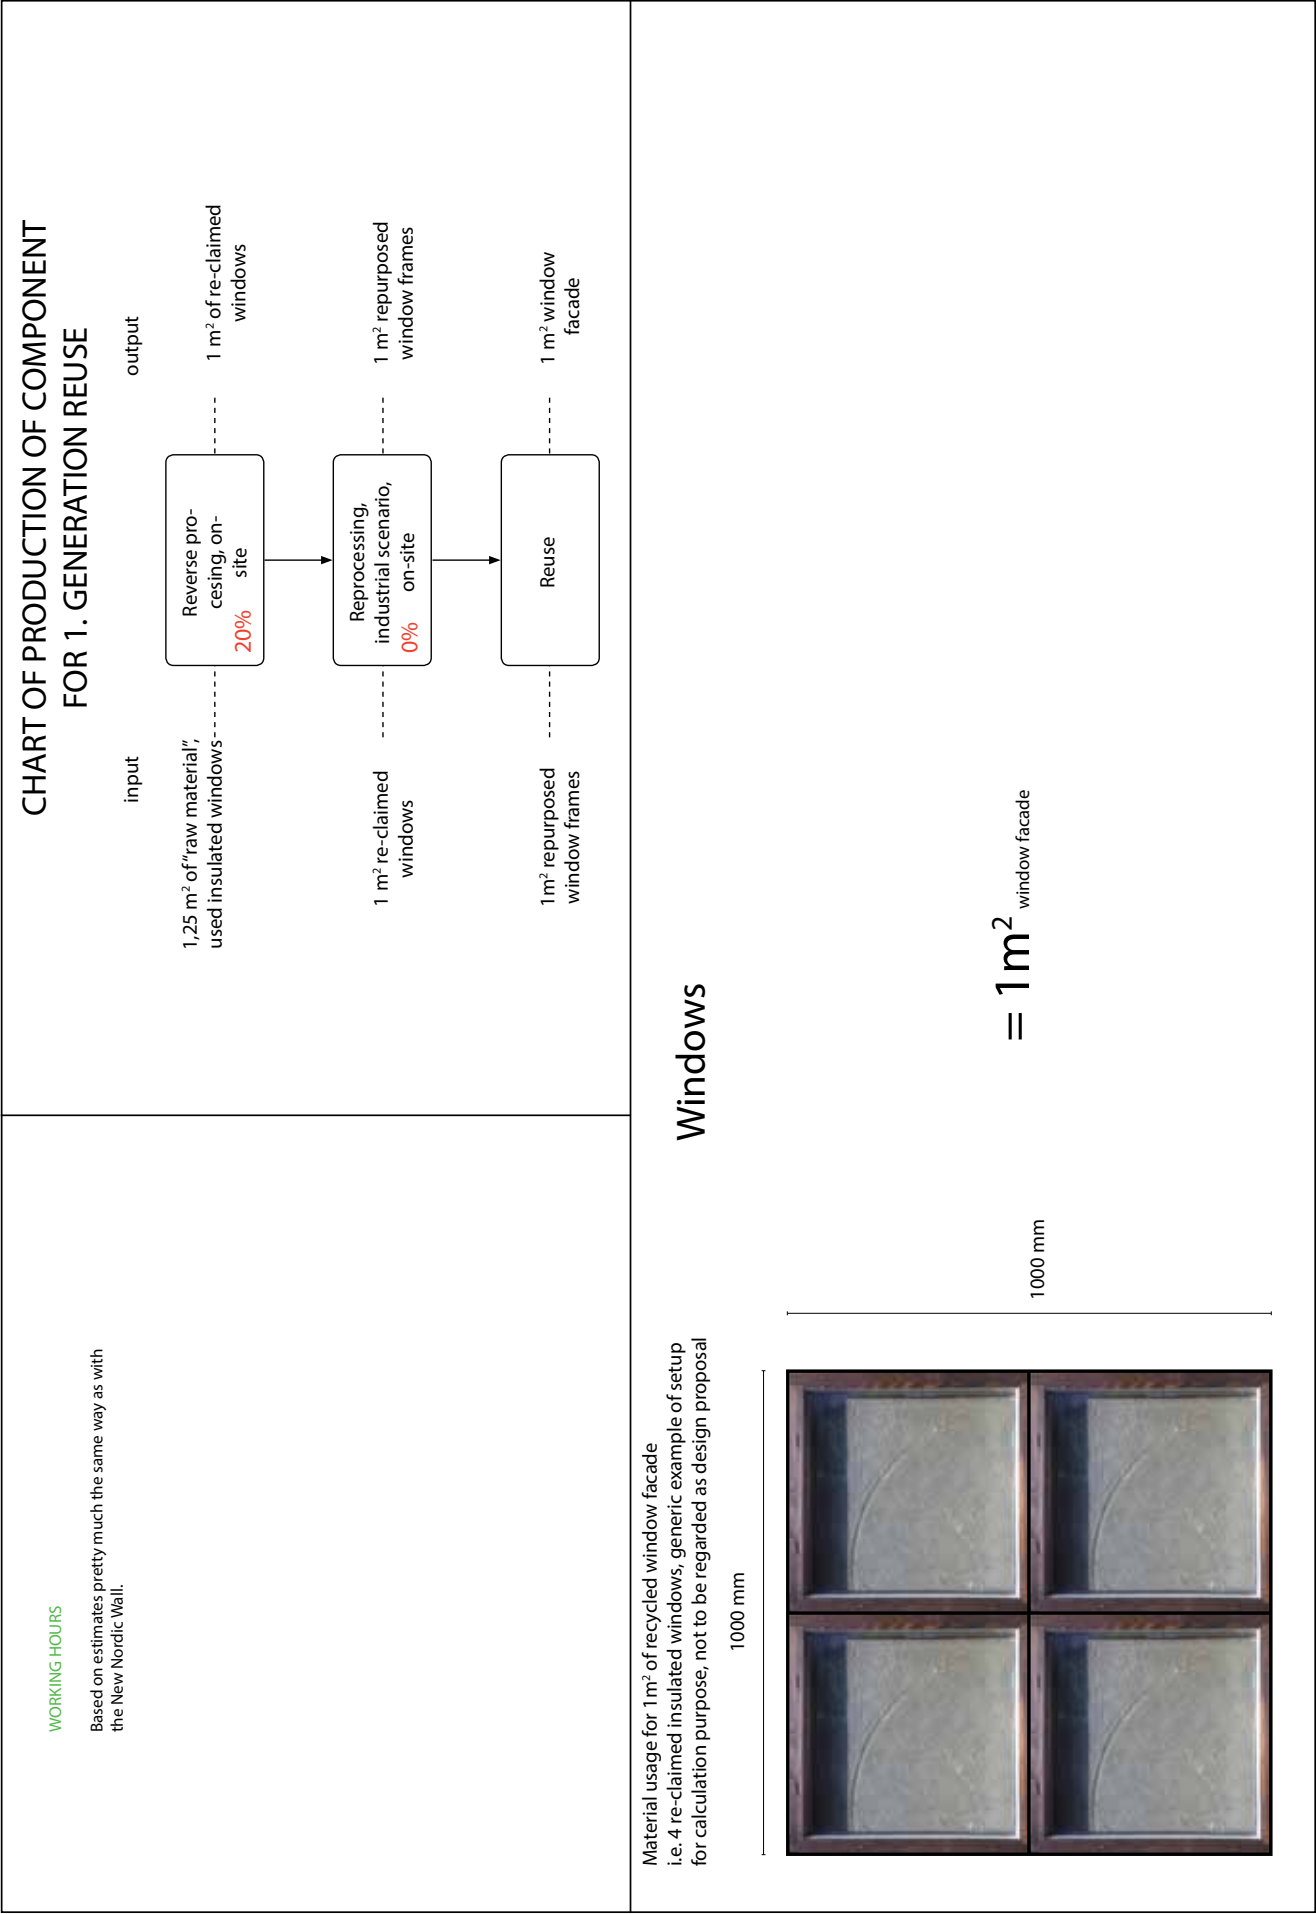 WORKING HOURS
Based on estimates pretty much the same way as with
the New Nordic Wall.
CHART OF PRODUCTION OF COMPONENT
FOR 1. GENERATION REUSE
input
output
1,25 m² of “raw material”,
used insulated windows
Reverse pro-
cesing, on-
site
20%
1 m² of re-claimed
windows
1 m² re-claimed
windows
Reprocessing,
industrial scenario,
on-site
0%
1 m² repurposed
window frames
1m² repurposed
window frames
Reuse
1 m² window
facade
Windows
Material usage for 1m² of recycled window facade
i.e. 4 re-claimed insulated windows, generic example of setup
for calculation purpose, not to be regarded as design proposal
1000 mm
1000 mm
= 1m² window facade